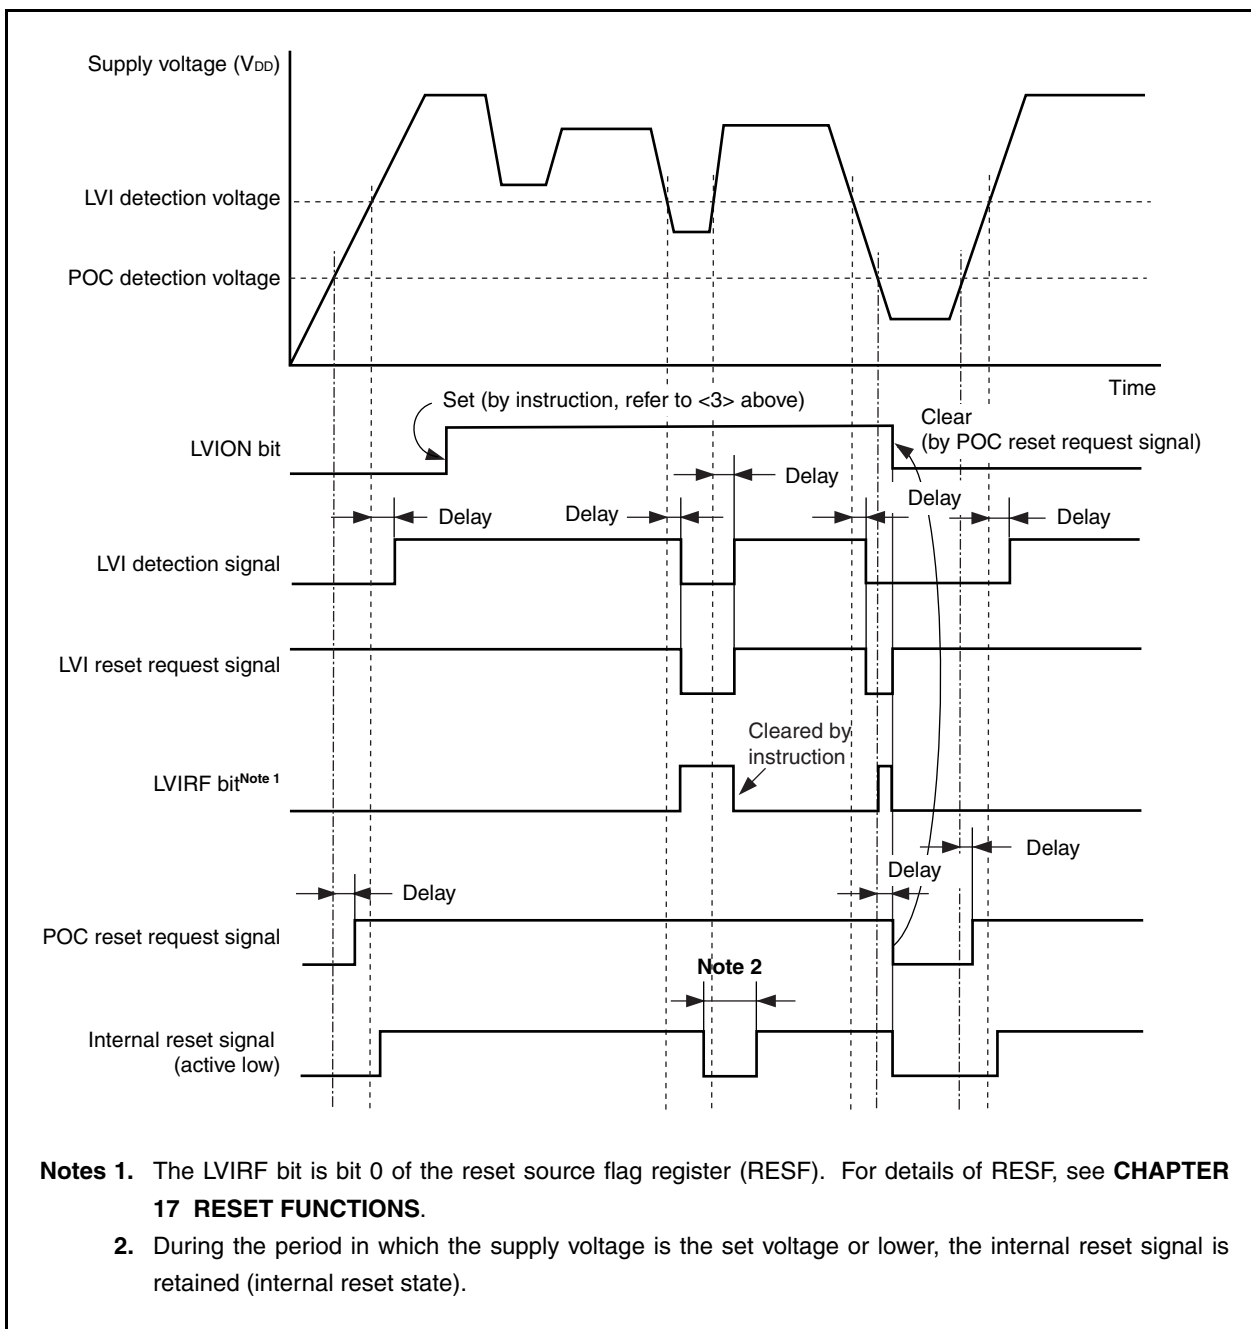 Supply voltage (VDD)
LVI detection voltage
POC detection voltage
Time
Set (by instruction, refer to <3> above)
Clear
(by POC reset request signal)
LVION bit
Delay
Delay
Delay
Delay
Delay
LVI detection signal
LVI reset request signal
Cleared by
instruction
LVIRF bitNote 1
Delay
Delay
Delay
POC reset request signal
Note 2
Internal reset signal
(active low)
Notes 1. The LVIRF bit is bit 0 of the reset source flag register (RESF). For details of RESF, see CHAPTER
17 RESET FUNCTIONS.
2. During the period in which the supply voltage is the set voltage or lower, the internal reset signal is
retained (internal reset state).